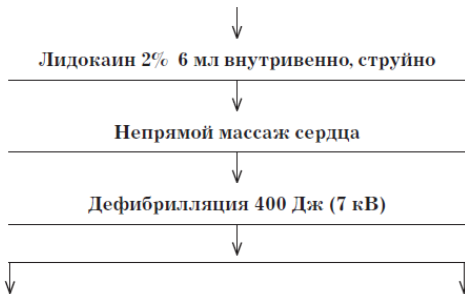 Лидокаин 2% 6 мл внутривенно, струйно
Непрямой массаж сердца
Дефибрилляция 400 Дж (7 кВ)